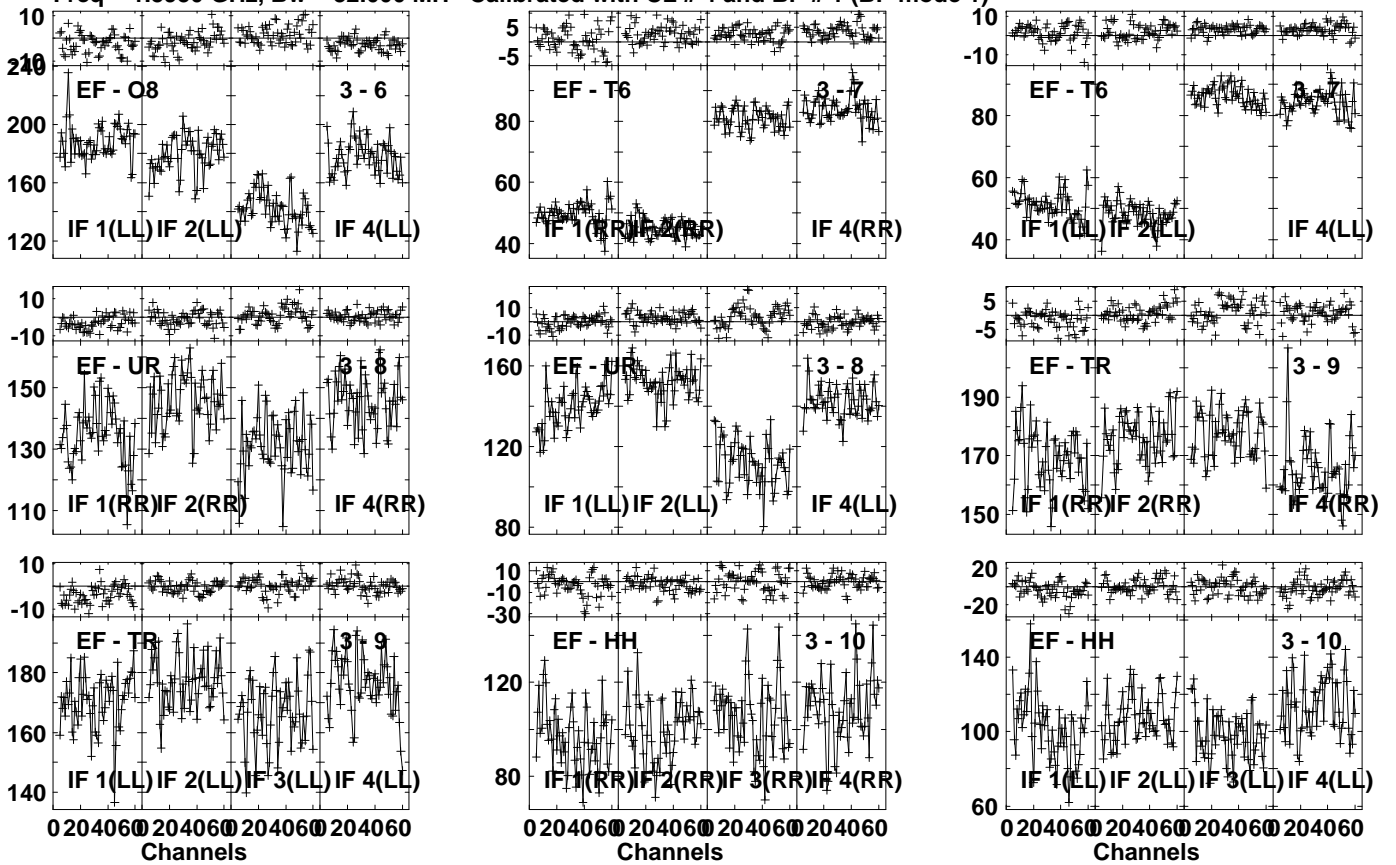 10
-10
240
200
160
120
EF - O8
3 - 6
IF 1(LL) IF 2(LL)
IF 4(LL)
5
-5
80
60
40
EF - T6
3 - 7
IF 1(RR) IF 2(RR)
IF 4(RR)
10
-10
80
60
40
EF - T6
3 - 7
IF 1(LL) IF 2(LL)
IF 4(LL)
10
-10
150
130
110
EF - UR
3 - 8
IF 1(RR) IF 2(RR)
IF 4(RR)
10
-10
160
120
80
EF - UR
3 - 8
IF 1(LL) IF 2(LL)
IF 4(LL)
5
-5
190
170
150
EF - TR
3 - 9
IF 1(RR) IF 2(RR)
IF 4(RR)
10
-10
180
160
140
EF - TR
3 - 9
IF 1(LL) IF 2(LL) IF 3(LL) IF 4(LL)
10
-10
-30
120
80
EF - HH
3 - 10
IF 1(RR) IF 2(RR) IF 3(RR) IF 4(RR)
20
-20
140
100
60
EF - HH
3 - 10
IF 1(LL) IF 2(LL) IF 3(LL) IF 4(LL)
0 204060 0 204060 0 204060 0 204060
Channels
0 204060 0 204060 0 204060 0 204060
Channels
0 204060 0 204060 0 204060 0 204060
Channels